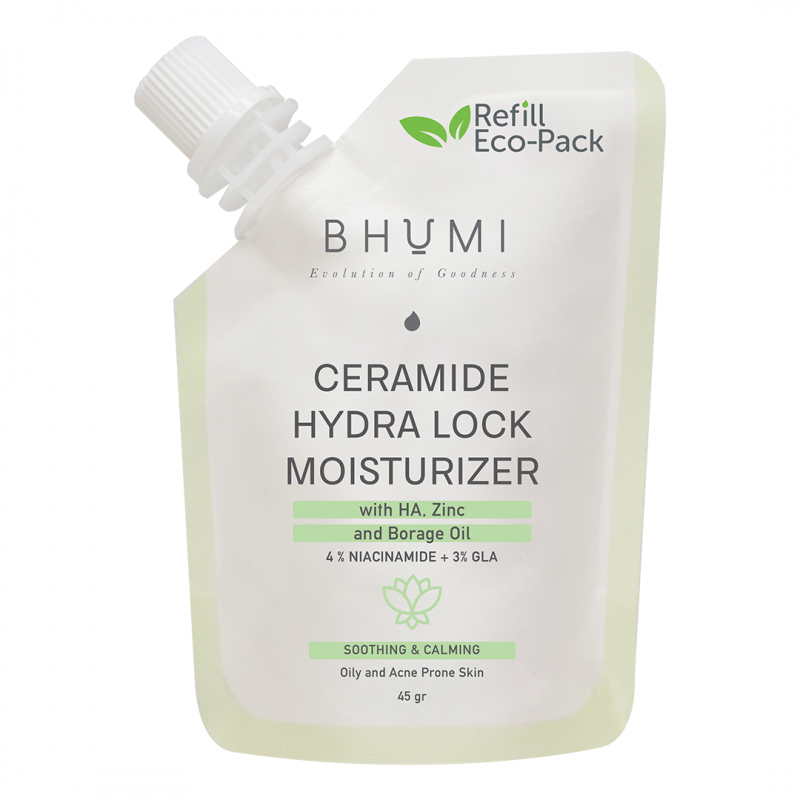 Refill
Eco-Pack
BHUMI
Evolution of Goodness
CERAMIDE
HYDRA LOCK
MOISTURIZER
with HA, Zinc
and Borage Oil
4 % NIACINAMIDE + 3% GLA
SOOTHING & CALMING
Oily and Acne Prone Skin
45 gr